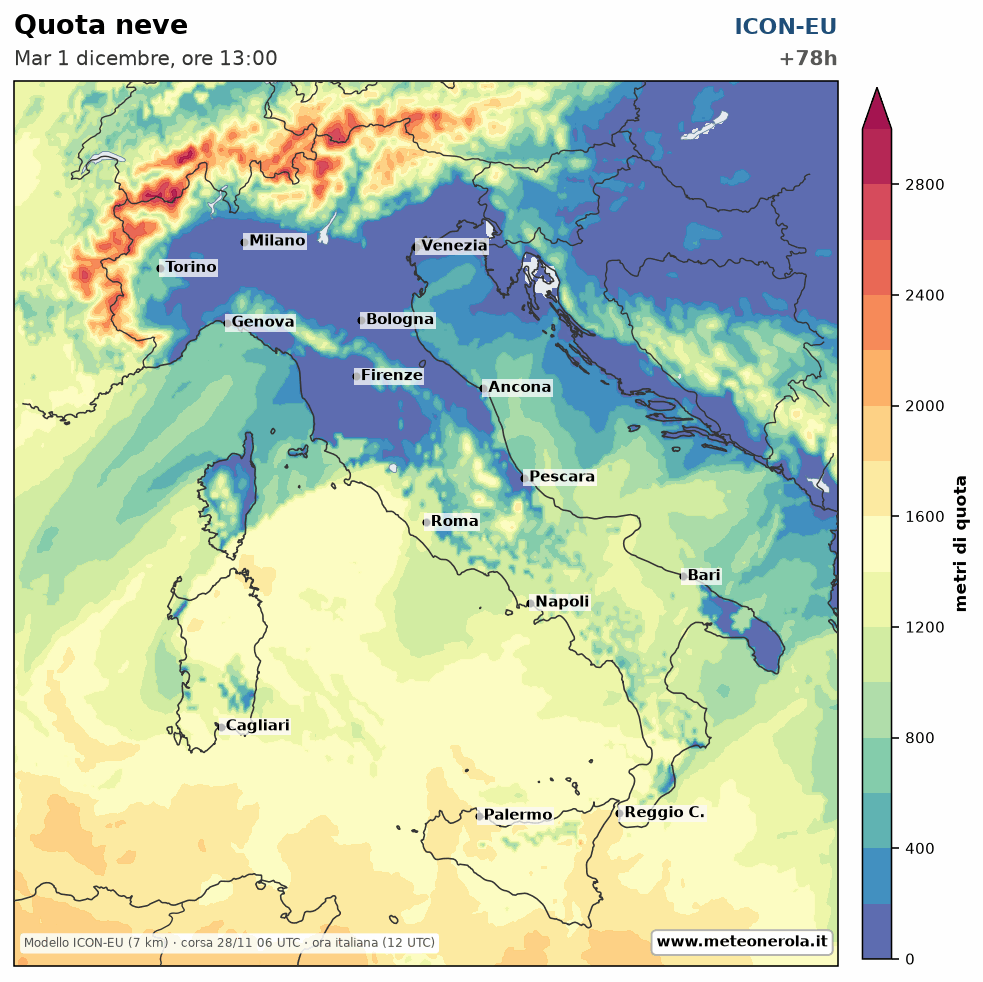 Quota neve
ICON-EU
Mar 1 dicembre, ore 13:00
+78h
Milano
Venezia
Torino
Genova
Bologna
Firenze
Ancona
Pescara
Roma
Bari
Napoli
Cagliari
Palermo
Reggio C.
2800
2400
2000
1600
1200
800
400
0
metri di quota
Modello ICON-EU (7 km) · corsa 28/11 06 UTC · ora italiana (12 UTC)
www.meteonerola.it